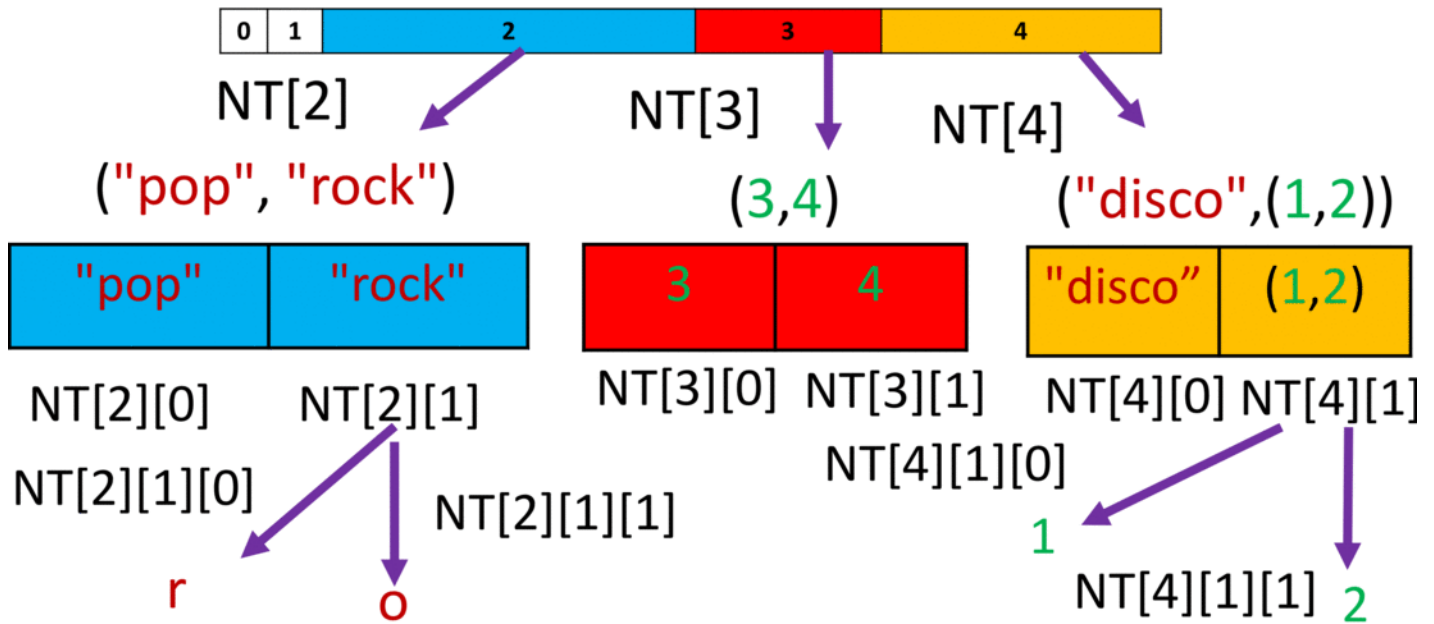 0 1 2 3 4
NT[2] NT[3] NT[4]
("pop", "rock") (3,4) ("disco",(1,2))
"pop" "rock" 3 4 "disco” (1,2)
NT[2][0] NT[2][1] NT[3][0] NT[3][1] NT[4][0] NT[4][1]
NT[2][1][0] NT[2][1][1] NT[4][1][0]
r o 1
NT[4][1][1] 2